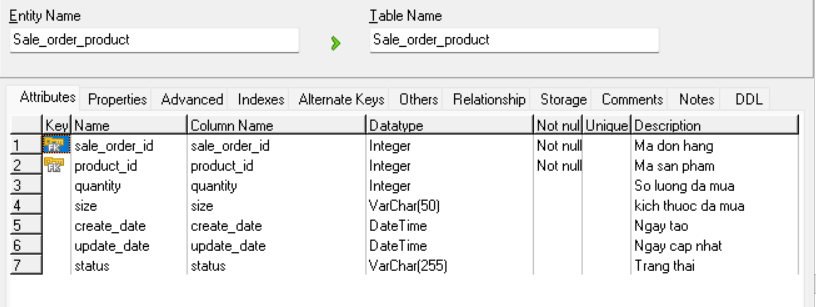 Entity Name Table Name
Sale_order_product Sale_order_product
Attributes Properties Advanced Indexes Alternate Keys Others Relationship Storage Comments Notes DDL
Key Name Column Name Datatype Not nul Unique Description
1 FK sale_order_id sale_order_id Integer Not null Ma don hang
2 FK product_id product_id Integer Not null Ma san pham
3 quantity quantity Integer So luong da mua
4 size size VarChar(50) kich thuoc da mua
5 create_date create_date DateTime Ngay tao
6 update_date update_date DateTime Ngay cap nhat
7 status status VarChar(255) Trang thai